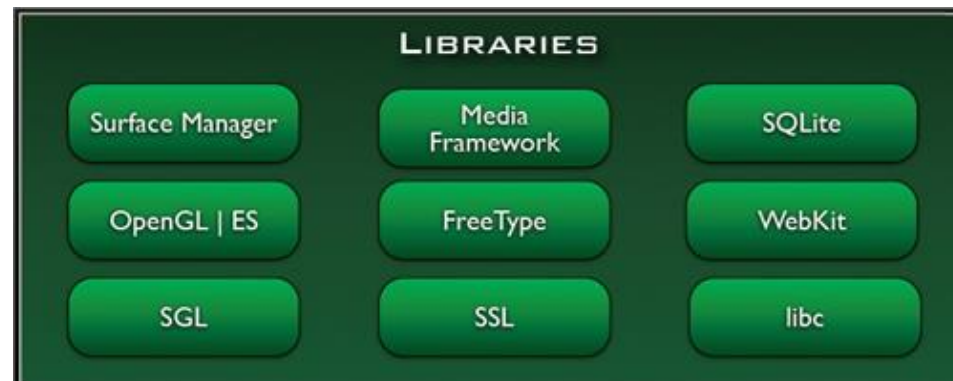 LIBRARIES
Surface Manager
Media
Framework
SQLite
OpenGL | ES
FreeType
WebKit
SGL
SSL
libc